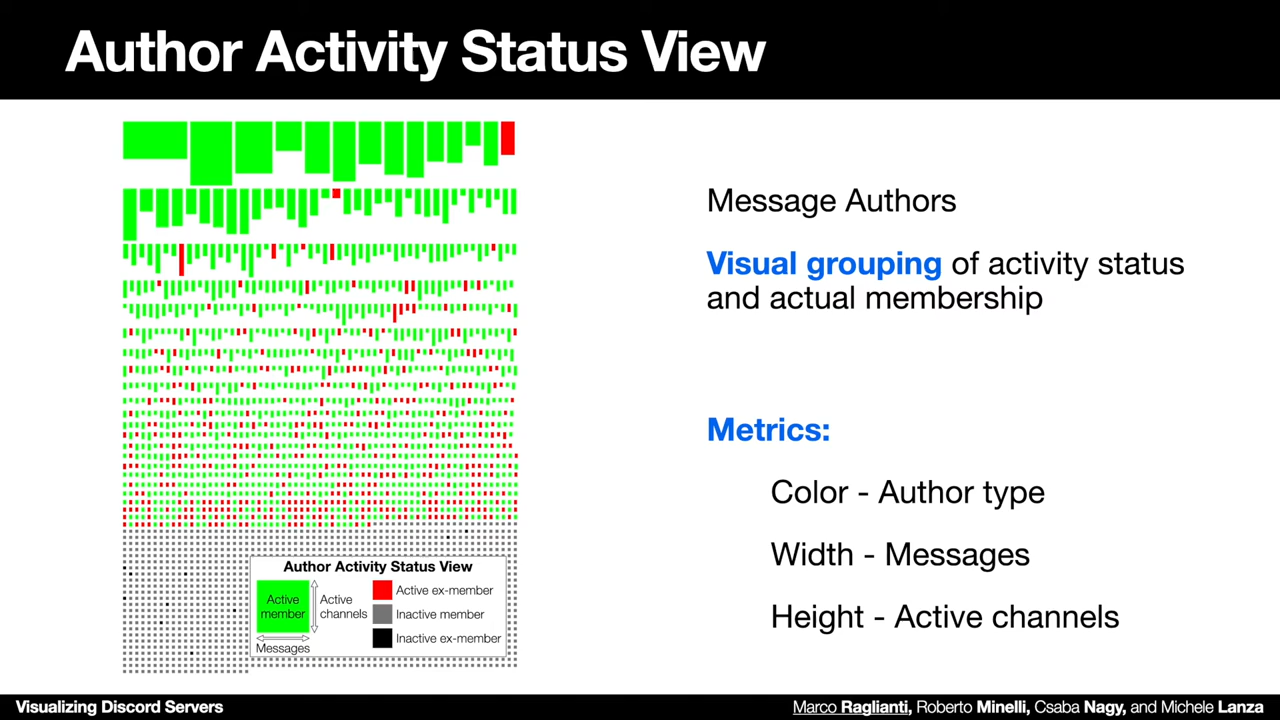 Author Activity Status View
Message Authors
Visual grouping of activity status
and actual membership
Metrics:
Color - Author type
Width - Messages
Height - Active channels
Author Activity Status View
Active
member
Active
channels
Messages
Active ex-member
Inactive member
Inactive ex-member
Visualizing Discord Servers
Marco Raglianti, Roberto Minelli, Csaba Nagy, and Michele Lanza